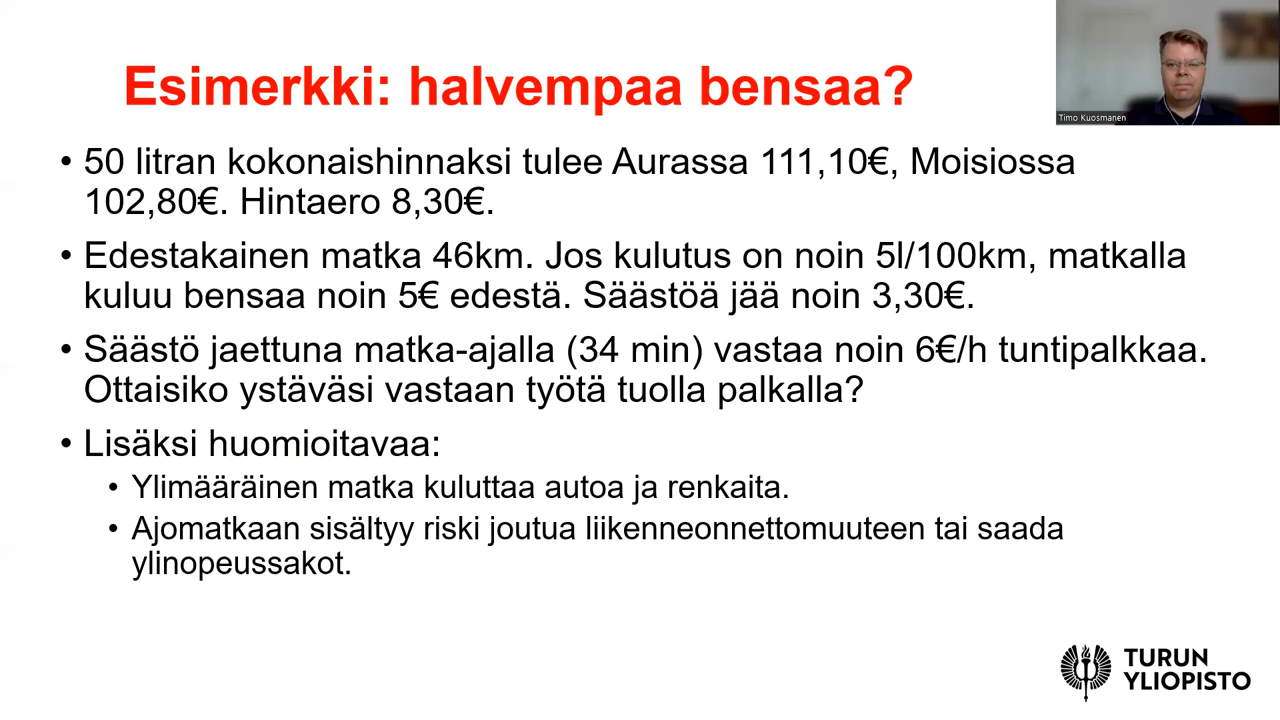 Esimerkki: halvempaa bensaa?
Timo Kuosmanen
• 50 litran kokonaishinnaksi tulee Aurassa 111,10€, Moisiossa
102,80€. Hintaero 8,30€.
• Edestakainen matka 46km. Jos kulutus on noin 5l/100km, matkalla
kuluu bensaa noin 5€ edestä. Säästöä jää noin 3,30€.
• Säästö jaettuna matka-ajalla (34 min) vastaa noin 6€/h tuntipalkkaa.
Ottaisiko ystäväsi vastaan työtä tuolla palkalla?
• Lisäksi huomioitavaa:
• Ylimääräinen matka kuluttaa autoa ja renkaita.
• Ajomatkaan sisältyy riski joutua liikenneonnettomuuteen tai saada
ylinopeussakot.
TURUN
YLIOPISTO